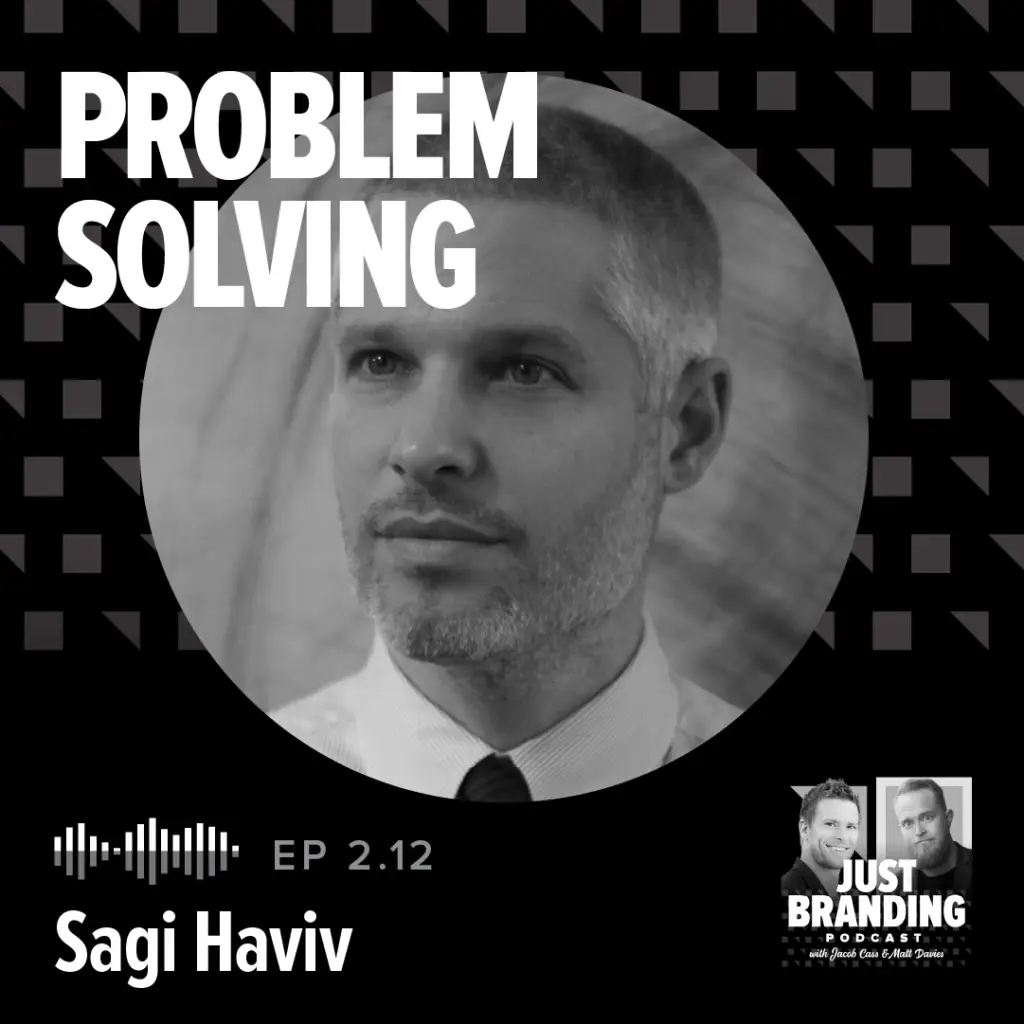 PROBLEM
SOLVING
EP 2.12
Sagi Haviv
JUST
BRANDING
PODCAST
with Jacob Cass & Matt Davies